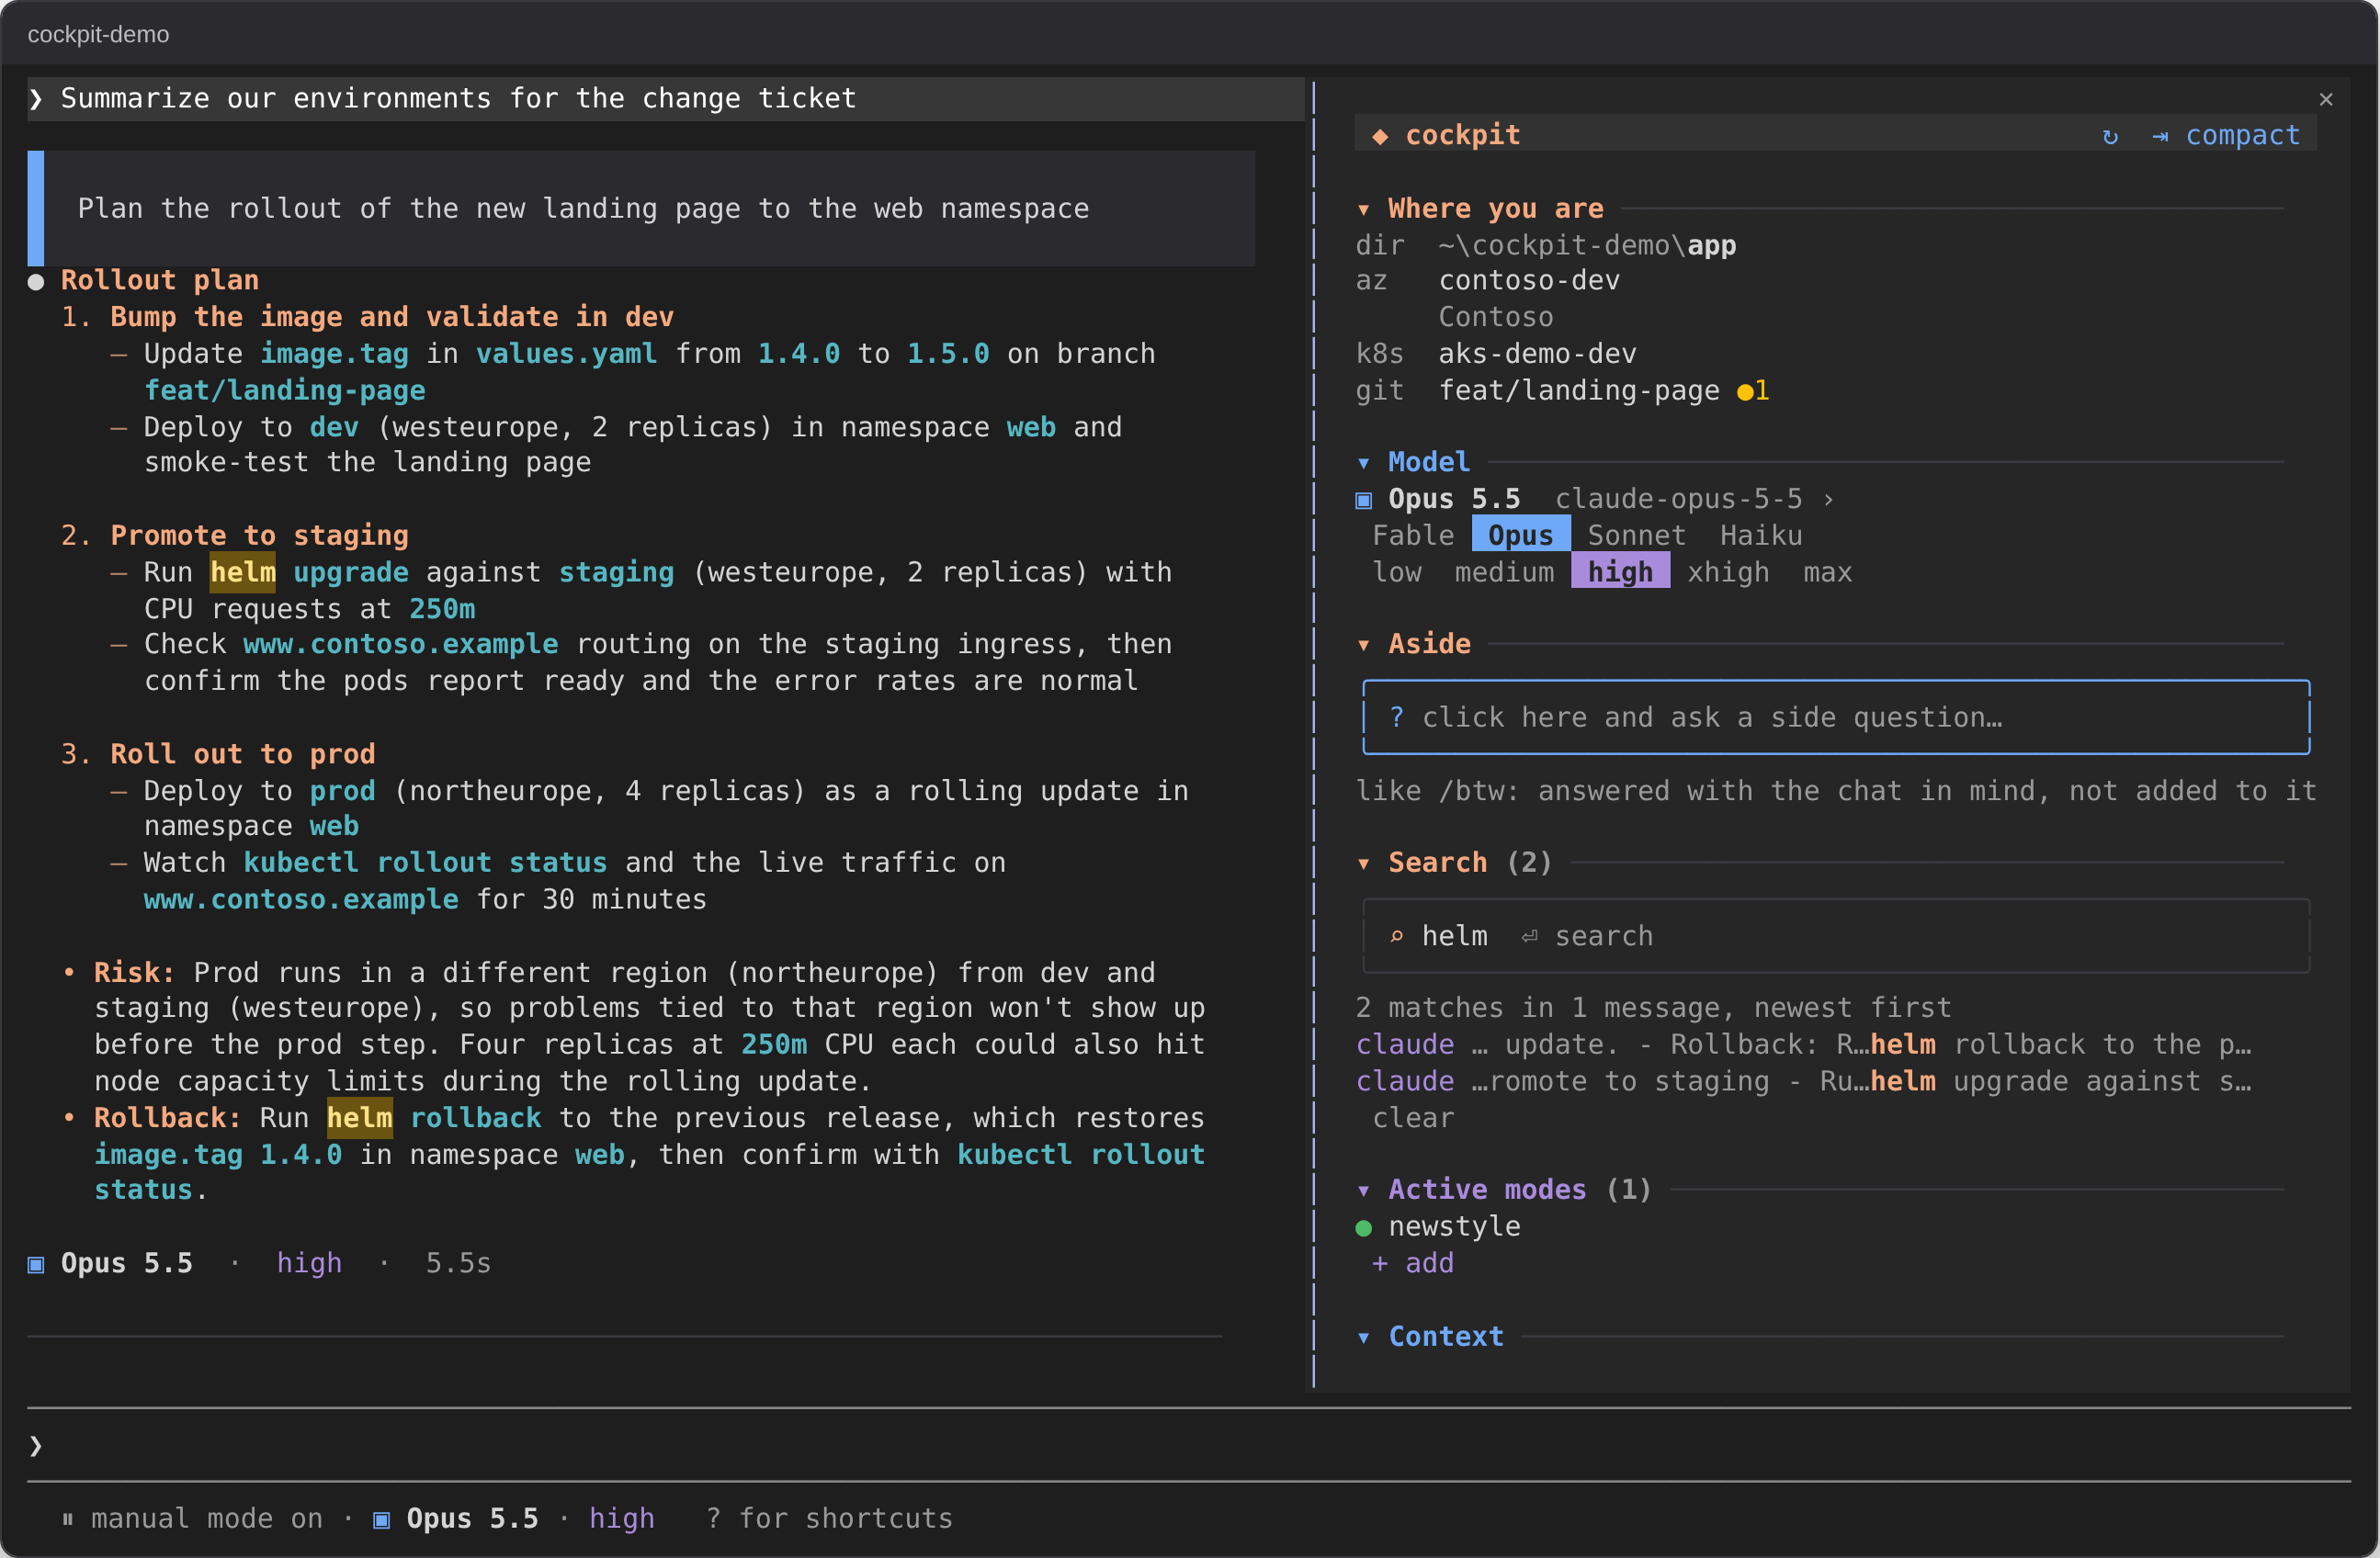 cockpit-demo
❯ Summarize our environments for the change ticket
Plan the rollout of the new landing page to the web namespace
● Rollout plan
1. Bump the image and validate in dev
– Update image.tag in values.yaml from 1.4.0 to 1.5.0 on branch
feat/landing-page
– Deploy to dev (westeurope, 2 replicas) in namespace web and
smoke-test the landing page
2. Promote to staging
– Run helm upgrade against staging (westeurope, 2 replicas) with
CPU requests at 250m
– Check www.contoso.example routing on the staging ingress, then
confirm the pods report ready and the error rates are normal
3. Roll out to prod
– Deploy to prod (northeurope, 4 replicas) as a rolling update in
namespace web
– Watch kubectl rollout status and the live traffic on
www.contoso.example for 30 minutes
• Risk: Prod runs in a different region (northeurope) from dev and
staging (westeurope), so problems tied to that region won't show up
before the prod step. Four replicas at 250m CPU each could also hit
node capacity limits during the rolling update.
• Rollback: Run helm rollback to the previous release, which restores
image.tag 1.4.0 in namespace web, then confirm with kubectl rollout
status.
▣ Opus 5.5 · high · 5.5s
×
◆ cockpit ↻ ⇥ compact
▾ Where you are
dir ~\cockpit-demo\app
az contoso-dev
Contoso
k8s aks-demo-dev
git feat/landing-page ●1
▾ Model
▣ Opus 5.5 claude-opus-5-5 ›
Fable Opus Sonnet Haiku
low medium high xhigh max
▾ Aside
? click here and ask a side question…
like /btw: answered with the chat in mind, not added to it
▾ Search (2)
⌕ helm ⏎ search
2 matches in 1 message, newest first
claude … update. - Rollback: R…helm rollback to the p…
claude …romote to staging - Ru…helm upgrade against s…
clear
▾ Active modes (1)
● newstyle
+ add
▾ Context
❯
⏸ manual mode on · ▣ Opus 5.5 · high ? for shortcuts